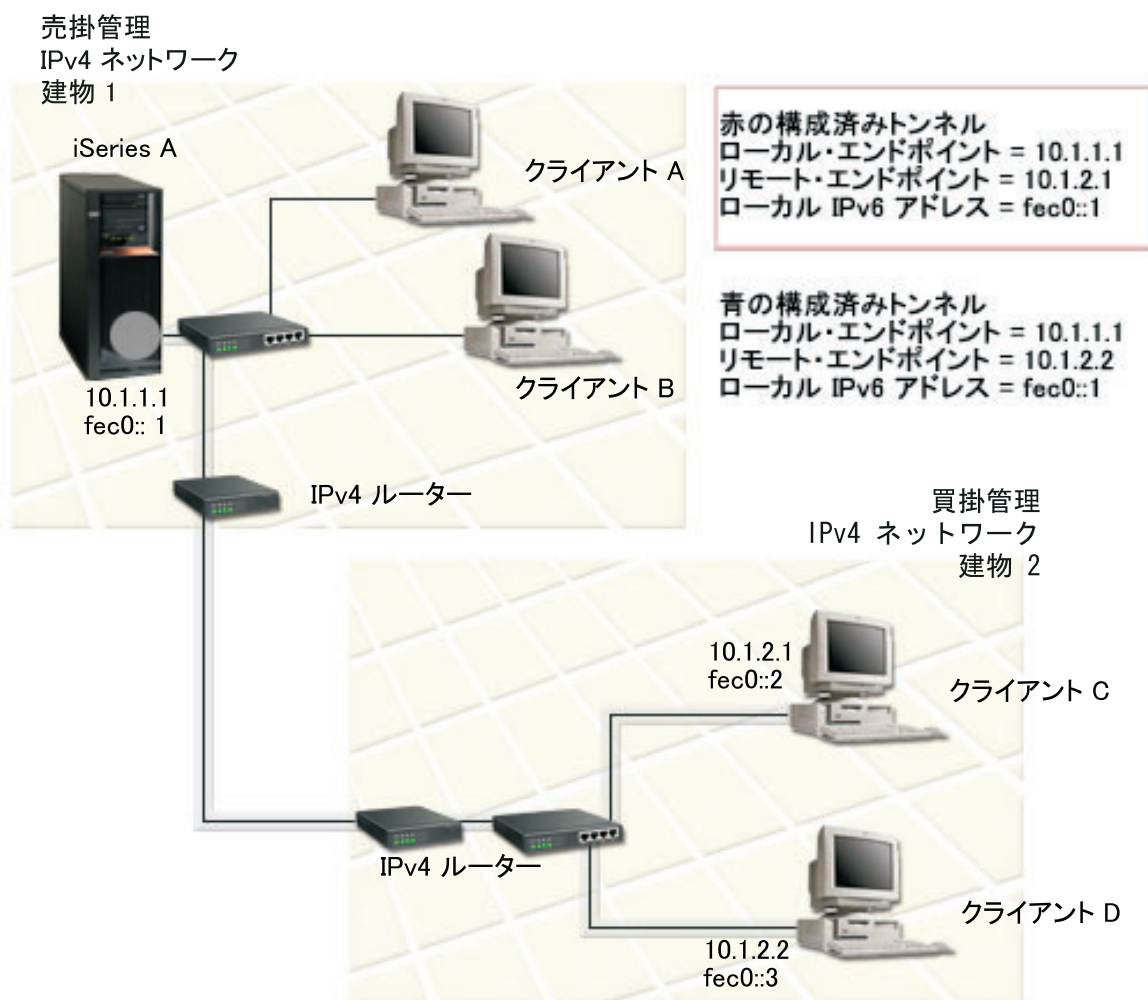 売掛管理
IPv4 ネットワーク
建物 1
iSeries A
クライアント A
クライアント B
10.1.1.1
fec0:: 1
IPv4 ルーター
赤の構成済みトンネル
ローカル・エンドポイント = 10.1.1.1
リモート・エンドポイント = 10.1.2.1
ローカル IPv6 アドレス = fec0::1
青の構成済みトンネル
ローカル・エンドポイント = 10.1.1.1
リモート・エンドポイント = 10.1.2.2
ローカル IPv6 アドレス = fec0::1
買掛管理
IPv4 ネットワーク
建物 2
10.1.2.1
fec0::2
クライアント C
IPv4 ルーター
クライアント D
10.1.2.2
fec0::3